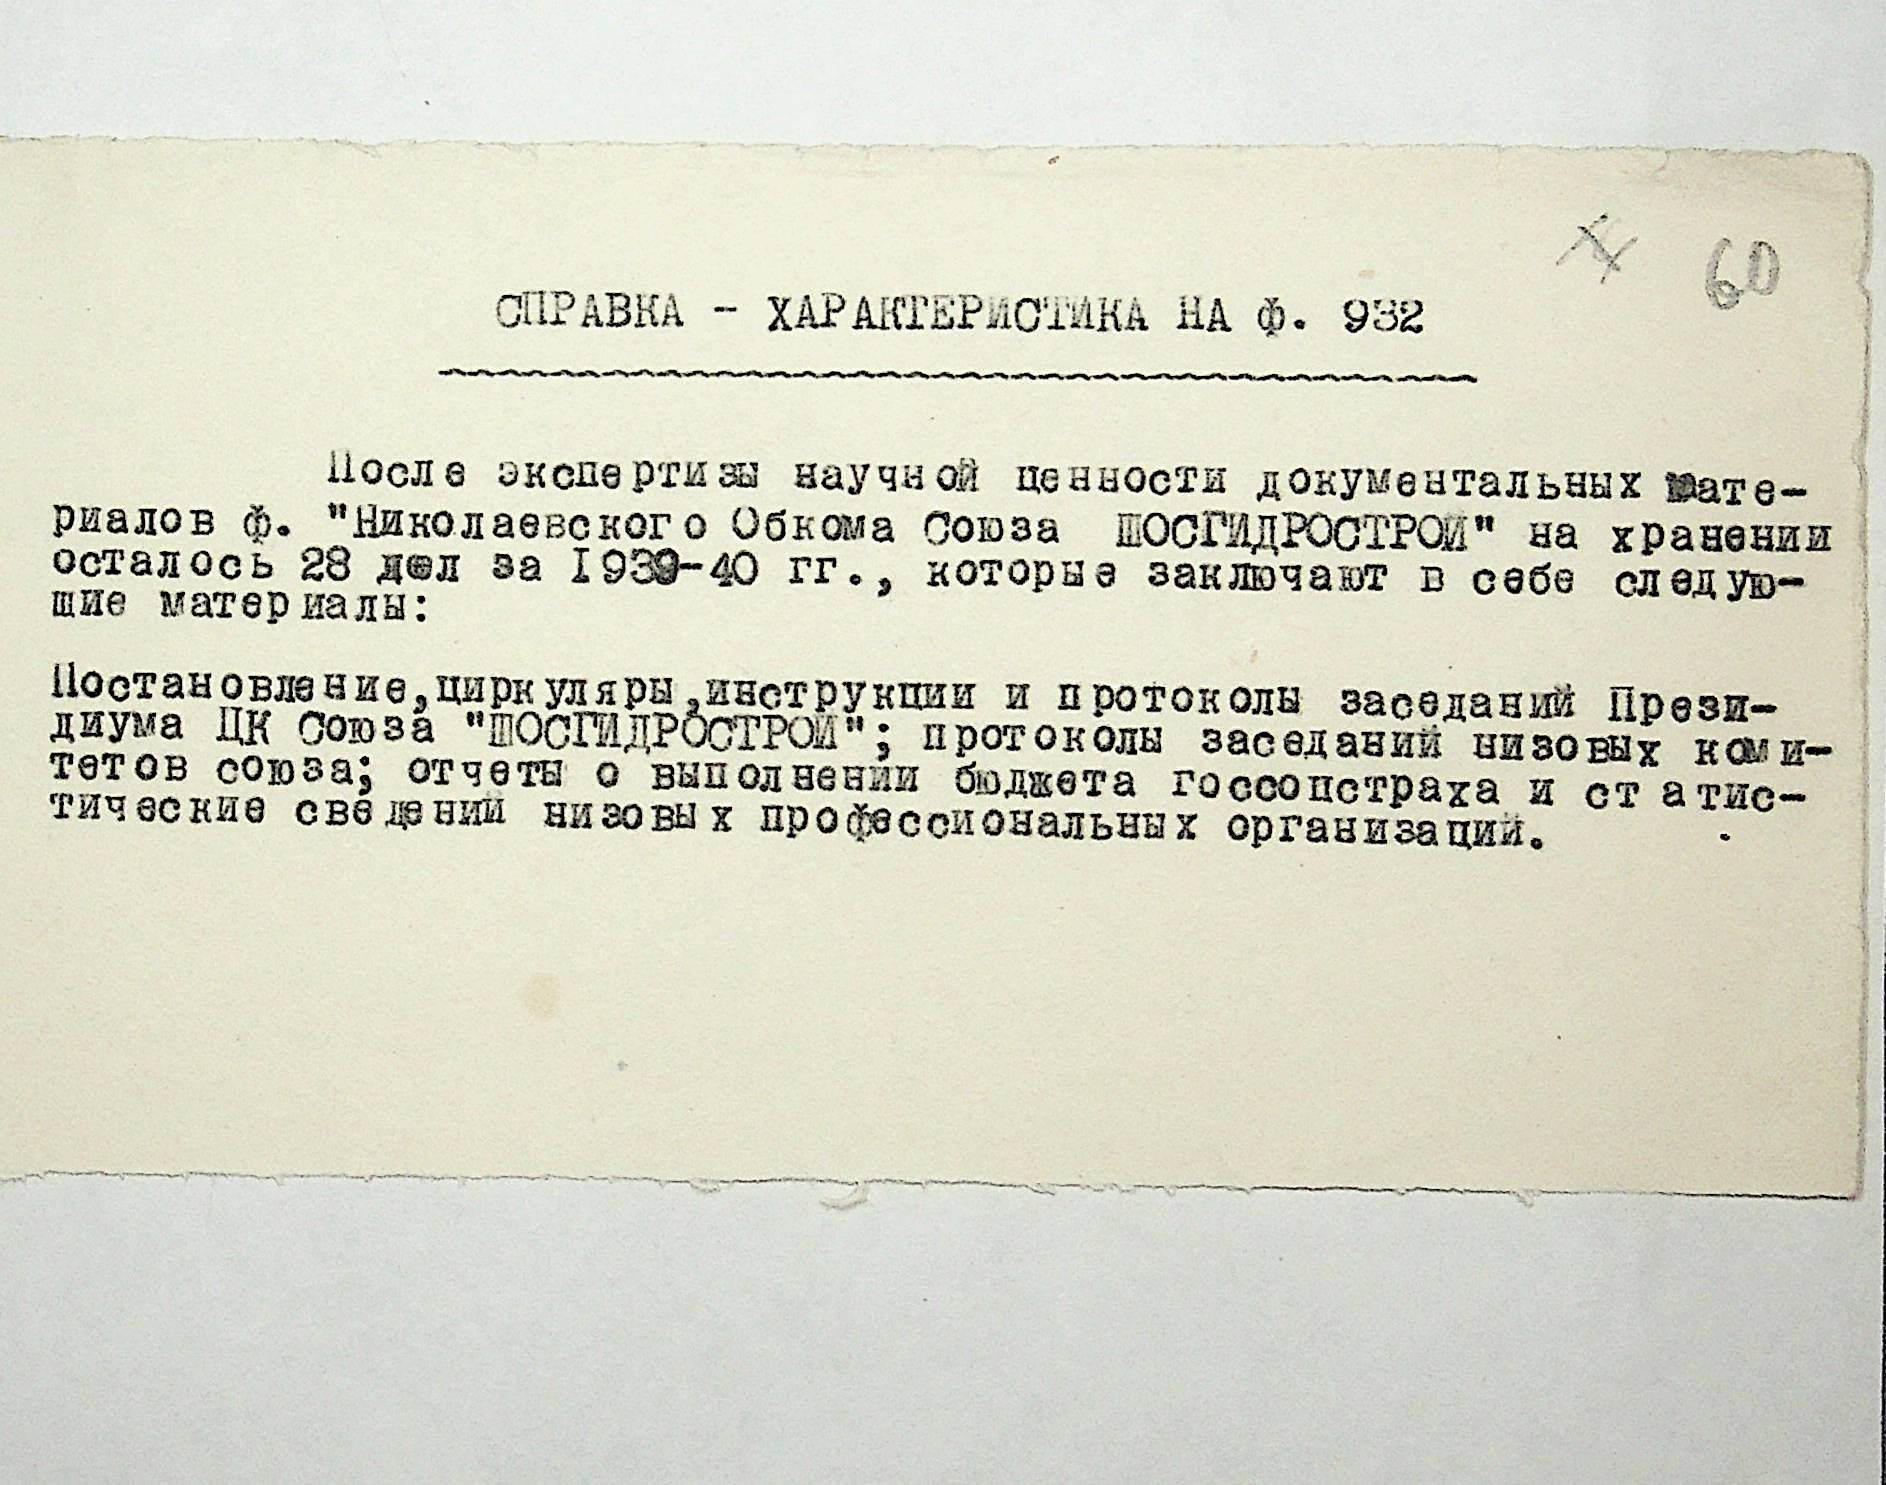 60
СПРАВКА - ХАРАКТЕРИСТИКА НА ф. 932
После экспертизы научной ценности документальных мате-
риалов ф. "Николаевского Обкома Союза ШОСГИДРОСТРОЙ" на хранении
осталось 28 дел за 1939-40 гг., которые заключают в себе следую-
шие материалы:
Постановление,циркуляры,инструкции и протоколы заседаний Прези-
диума ЦК Союза "ШОСГИДРОСТРОЙ"; протоколы заседаний низовых коми-
тетов союза; отчеты о выполнении бюджета госсопстраха и статис-
тические сведений низовых профессиональных организаций.